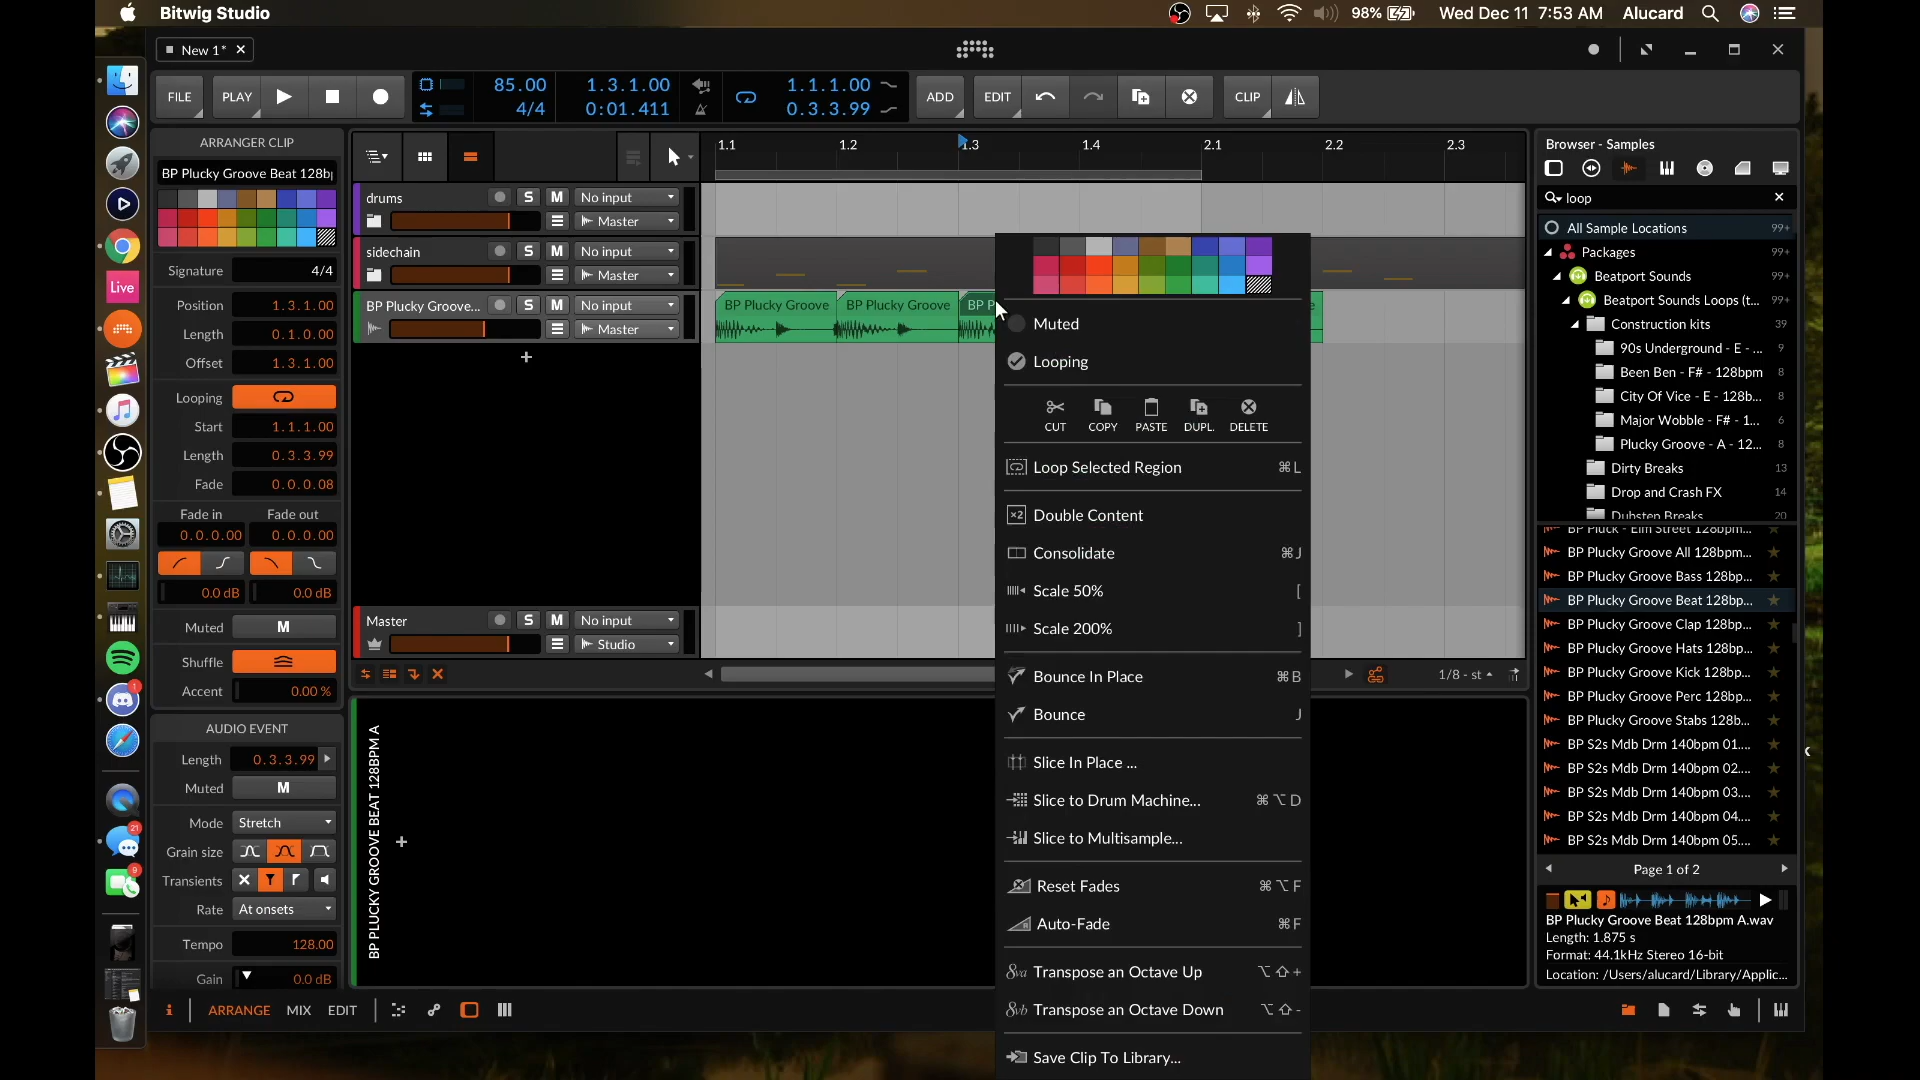 Bitwig Studio
98%
Wed Dec 11 7:53 AM
Alucard
New 1*
FILE
PLAY
85.00
4/4
1.3.1.00
0:01.411
1.1.1.00
0.3.3.99
ADD
EDIT
CLIP
ARRANGER CLIP
BP Plucky Groove Beat 128b
Signature 4/4
Position 1.3.1.00
Length 0.1.0.00
Offset 1.3.1.00
Looping
Start 1.1.1.00
Length 0.3.3.99
Fade 0.0.0.08
Fade in Fade out
0.0.0.00 0.0.0.00
0.0 dB 0.0 dB
Muted M
Shuffle
Accent 0.00 %
AUDIO EVENT
Length 0.3.3.99
Muted M
Mode Stretch
Grain size
Transients
Rate At onsets
Tempo 128.00
Gain 0.0 dB
1.1 1.2 1.3 1.4 2.1 2.2 2.3
drums S M No input
Master
sidechain S M No input
Master
BP Plucky Groove... S M No input
Master
BP Plucky Groove BP Plucky Groove BP P e
Master S M No input
Studio
1/8 - st
BP PLUCKY GROOVE BEAT 128BPM A
ARRANGE MIX EDIT
Muted
Looping
CUT COPY PASTE DUPL. DELETE
Loop Selected Region ⌘L
Double Content
Consolidate ⌘J
Scale 50% [
Scale 200% ]
Bounce In Place ⌘B
Bounce J
Slice In Place ...
Slice to Drum Machine... ⌘⌥D
Slice to Multisample...
Reset Fades ⌘⌥F
Auto-Fade ⌘F
8va Transpose an Octave Up ⌥⇧+
8vb Transpose an Octave Down ⌥⇧-
Save Clip To Library...
Browser - Samples
loop
All Sample Locations 99+
Packages 99+
Beatport Sounds 99+
Beatport Sounds Loops (t... 99+
Construction kits 39
90s Underground - E - ... 9
Been Ben - F# - 128bpm 8
City Of Vice - E - 128b... 8
Major Wobble - F# - 1... 6
Plucky Groove - A - 12... 8
Dirty Breaks 13
Drop and Crash FX 14
Dubstep Breaks 20
BP Pluck - Elm Street 128bpm...
BP Plucky Groove All 128bpm...
BP Plucky Groove Bass 128bp...
BP Plucky Groove Beat 128bp...
BP Plucky Groove Clap 128bp...
BP Plucky Groove Hats 128bp...
BP Plucky Groove Kick 128bp...
BP Plucky Groove Perc 128bp...
BP Plucky Groove Stabs 128b...
BP S2s Mdb Drm 140bpm 01....
BP S2s Mdb Drm 140bpm 02....
BP S2s Mdb Drm 140bpm 03....
BP S2s Mdb Drm 140bpm 04....
BP S2s Mdb Drm 140bpm 05....
Page 1 of 2
BP Plucky Groove Beat 128bpm A.wav
Length: 1.875 s
Format: 44.1kHz Stereo 16-bit
Location: /Users/alucard/Library/Applic...
Live
1
21
9